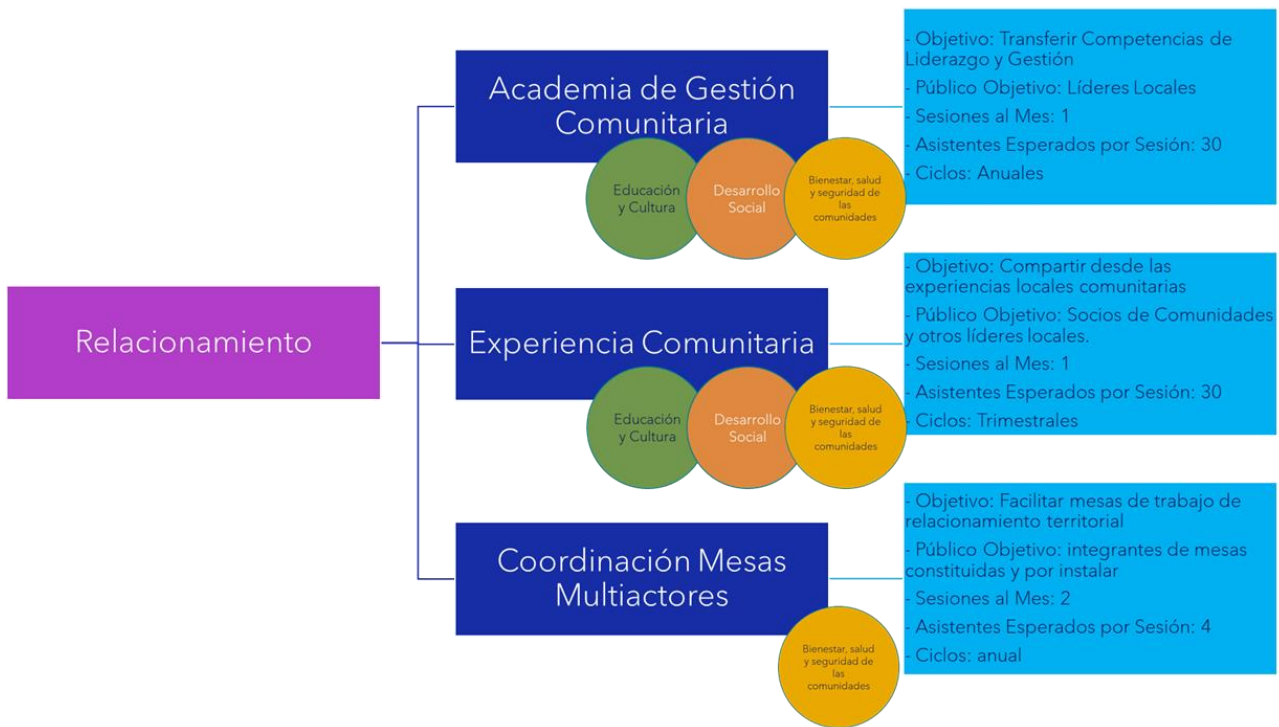 Relacionamiento
Academia de Gestión
Comunitaria
Educación
y Cultura
Desarrollo
Social
Bienestar, salud
y seguridad de
las
comunidades
- Objetivo: Transferir Competencias de
Liderazgo y Gestión
- Público Objetivo: Líderes Locales
- Sesiones al Mes: 1
- Asistentes Esperados por Sesión: 30
- Ciclos: Anuales
Experiencia Comunitaria
Educación
y Cultura
Desarrollo
Social
Bienestar, salud
y seguridad de
las
comunidades
- Objetivo: Compartir desde las
experiencias locales comunitarias
- Público Objetivo: Socios de Comunidades
y otros líderes locales.
- Sesiones al Mes: 1
- Asistentes Esperados por Sesión: 30
- Ciclos: Trimestrales
Coordinación Mesas
Multiactores
Bienestar, salud
y seguridad de
las
comunidades
- Objetivo: Facilitar mesas de trabajo de
relacionamiento territorial
- Público Objetivo: integrantes de mesas
constituidas y por instalar
- Sesiones al Mes: 2
- Asistentes Esperados por Sesión: 4
- Ciclos: anual